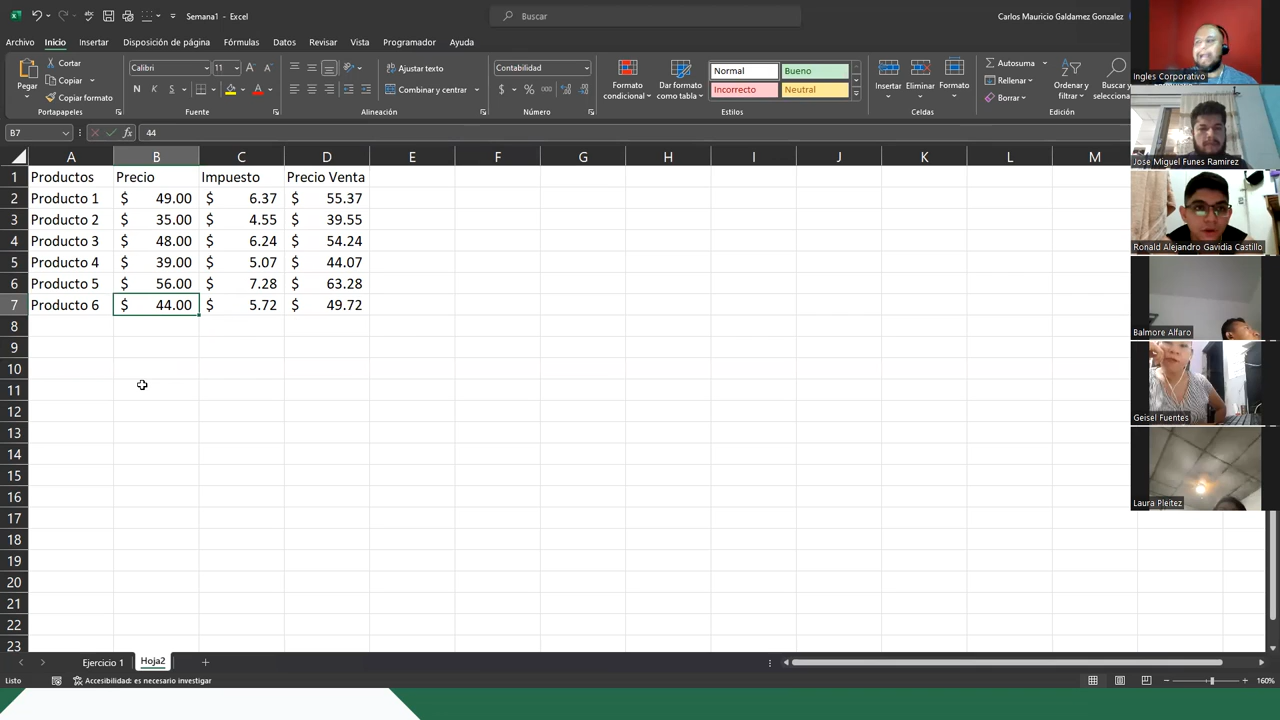 Semana1 - Excel
Buscar
Carlos Mauricio Galdamez Gonzalez
Archivo Inicio Insertar Disposición de página Fórmulas Datos Revisar Vista Programador Ayuda
Pegar
Cortar
Copiar
Copiar formato
Portapapeles
Calibri 11
N K S
Fuente
Ajustar texto
Combinar y centrar
Alineación
Contabilidad
$ % 000
Número
Formato condicional
Dar formato como tabla
Normal Bueno
Incorrecto Neutral
Estilos
Insertar Eliminar Formato
Celdas
Autosuma
Rellenar
Borrar
Ordenar y filtrar
Buscar y selecciona
Edición
B7 fx 44
A B C D E F G H I J K L M
1 Productos Precio Impuesto Precio Venta
2 Producto 1 $ 49.00 $ 6.37 $ 55.37
3 Producto 2 $ 35.00 $ 4.55 $ 39.55
4 Producto 3 $ 48.00 $ 6.24 $ 54.24
5 Producto 4 $ 39.00 $ 5.07 $ 44.07
6 Producto 5 $ 56.00 $ 7.28 $ 63.28
7 Producto 6 $ 44.00 $ 5.72 $ 49.72
8
9
10
11
12
13
14
15
16
17
18
19
20
21
22
23
Ejercicio 1 Hoja2
Listo Accesibilidad: es necesario investigar 160%
Ingles Corporativo
Jose Miguel Funes Ramirez
Ronald Alejandro Gavidia Castillo
Balmore Alfaro
Geisel Fuentes
Laura Pleitez